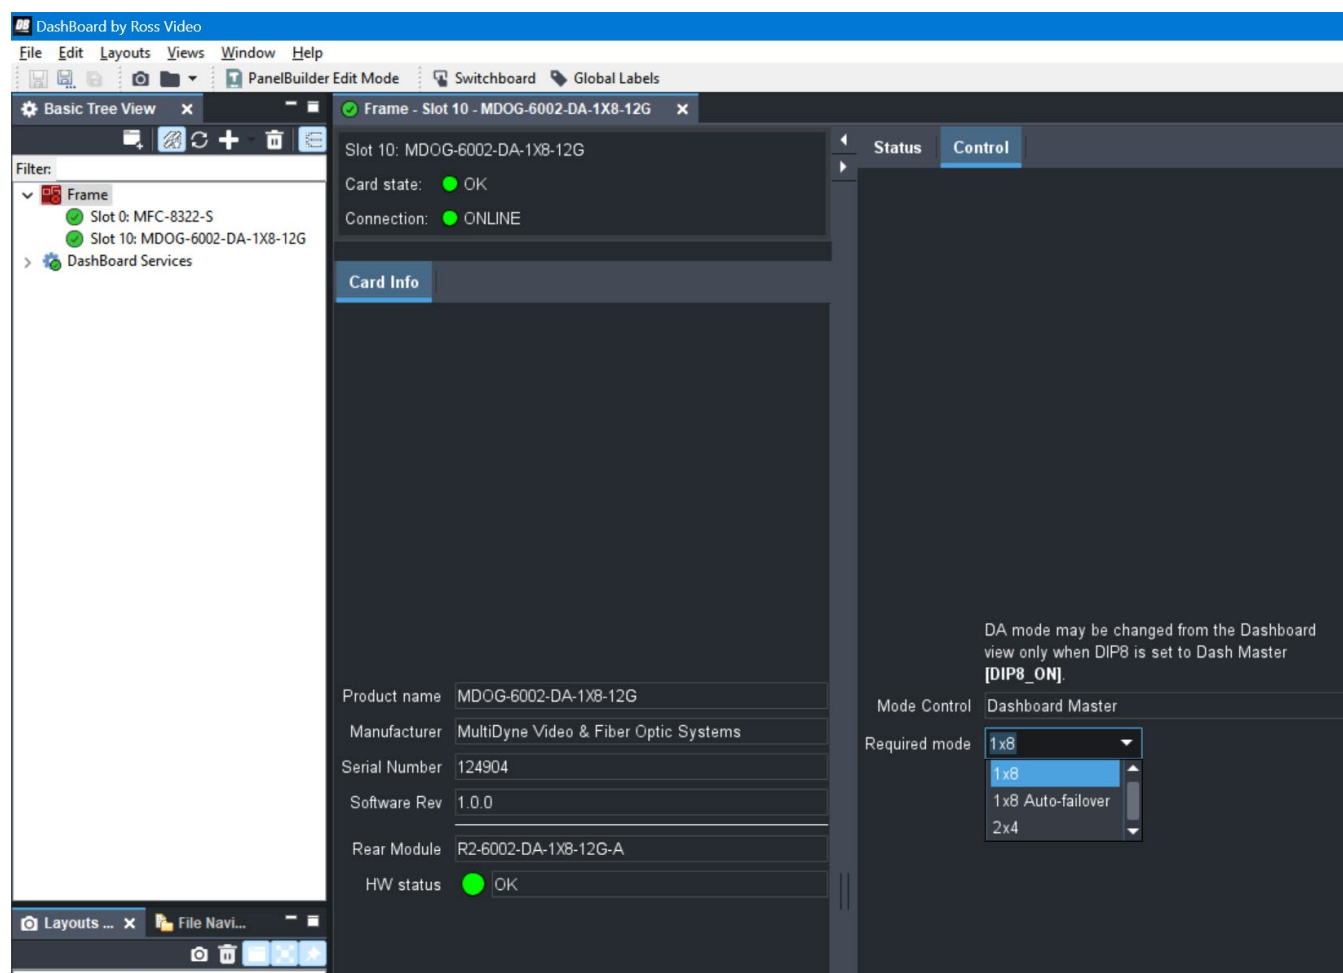 DB DashBoard by Ross Video
File Edit Layouts Views Window Help
PanelBuilder Edit Mode Switchboard Global Labels
Basic Tree View
Filter:
Frame
Slot 0: MFC-8322-S
Slot 10: MDOG-6002-DA-1X8-12G
DashBoard Services
Layouts ...
File Navi...
Frame - Slot 10 - MDOG-6002-DA-1X8-12G
Slot 10: MDOG-6002-DA-1X8-12G
Card state: OK
Connection: ONLINE
Card Info
Product name MDOG-6002-DA-1X8-12G
Manufacturer MultiDyne Video & Fiber Optic Systems
Serial Number 124904
Software Rev 1.0.0
Rear Module R2-6002-DA-1X8-12G-A
HW status OK
Status Control
DA mode may be changed from the Dashboard
view only when DIP8 is set to Dash Master
[DIP8_ON].
Mode Control Dashboard Master
Required mode 1x8
1x8
1x8 Auto-failover
2x4